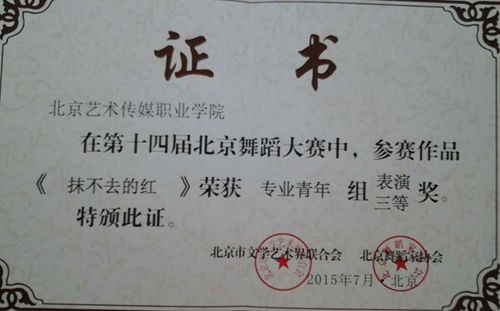 证 书
北京艺术传媒职业学院
在第十四届北京舞蹈大赛中，参赛作品
《 抹不去的红 》荣获 专业青年 组 表演 奖。
三等
特颁此证。
北京市文学艺术界联合会 北京舞蹈家协会
2015年7月·北京